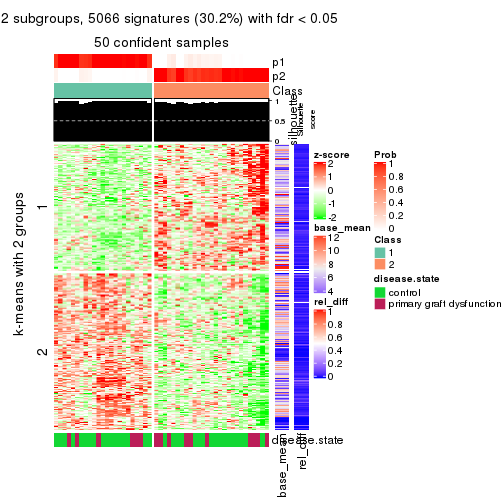 2 subgroups, 5066 signatures (30.2%) with fdr < 0.05
50 confident samples
p1
p2
Class
silhouette
Silhouette
score
1
0.5
0
k-means with 2 groups
1
2
disease.state
base_mean
rel_diff
z-score
2
1
0
-1
-2
base_mean
12
10
8
6
4
rel_diff
1
0.8
0.6
0.4
0.2
0
Prob
1
0.8
0.6
0.4
0.2
0
Class
1
2
disease.state
control
primary graft dysfunction